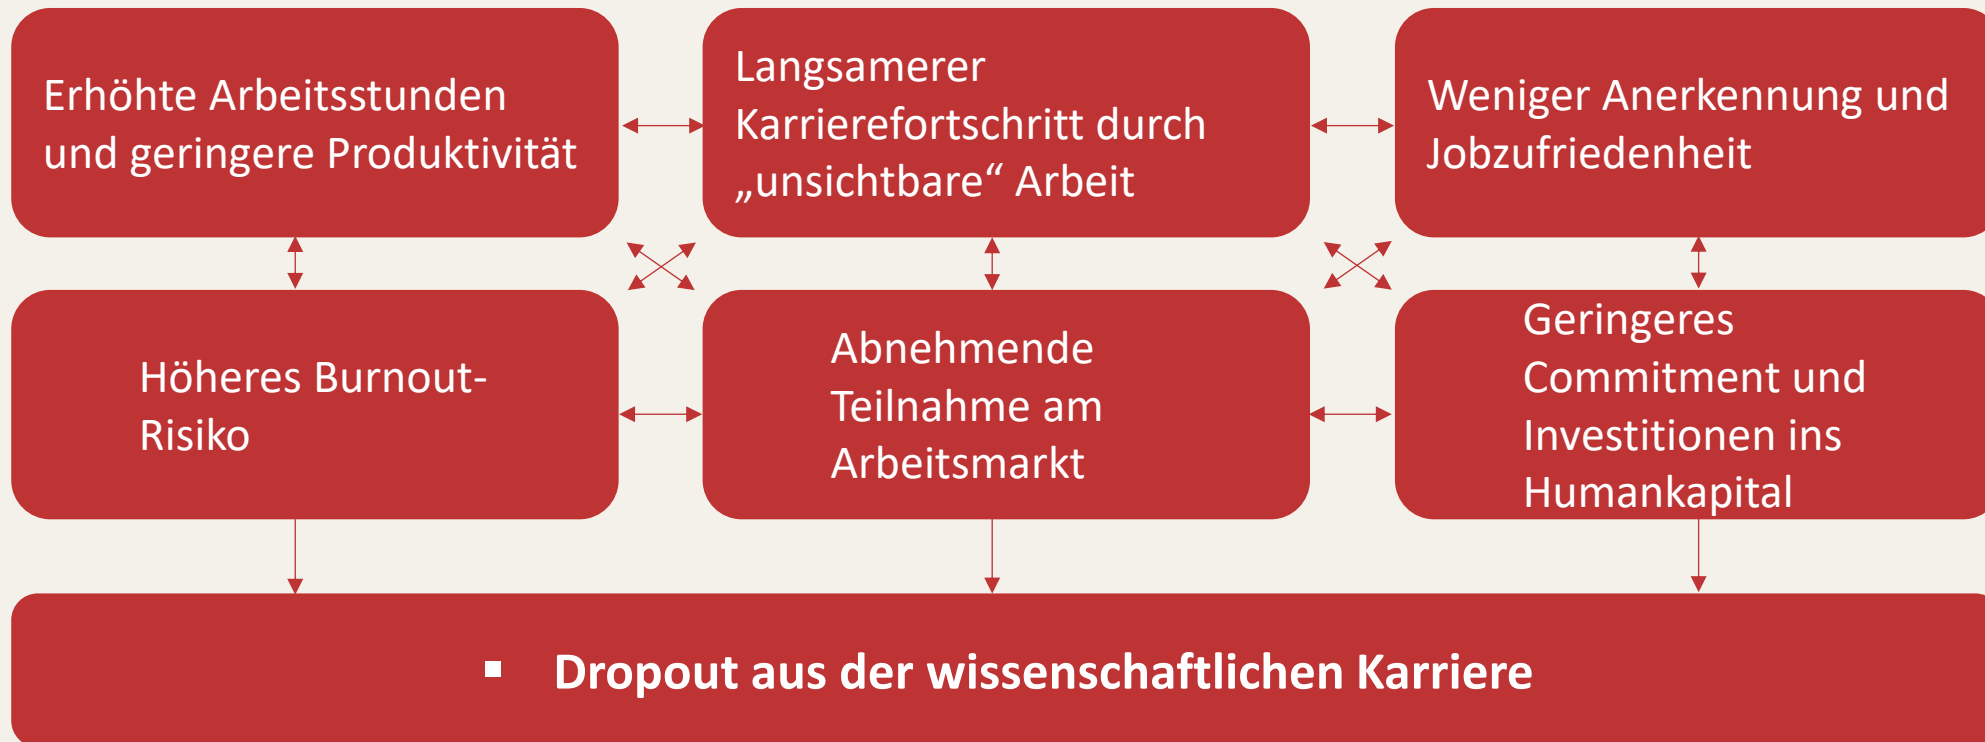 Erhöhte Arbeitsstunden
und geringere Produktivität
Langsamerer
Karrierefortschritt durch
„unsichtbare“ Arbeit
Weniger Anerkennung und
Jobzufriedenheit
Höheres Burnout-
Risiko
Abnehmende
Teilnahme am
Arbeitsmarkt
Geringeres
Commitment und
Investitionen ins
Humankapital
▪ Dropout aus der wissenschaftlichen Karriere